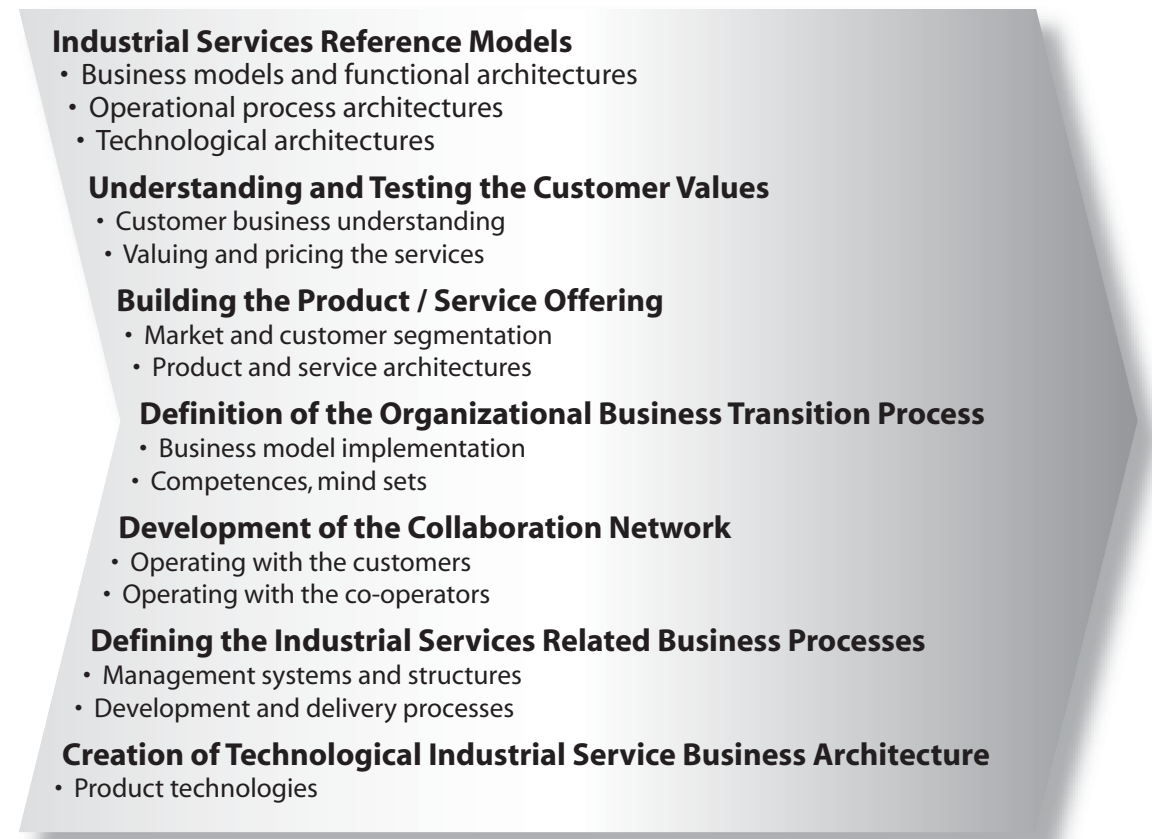 Industrial Services Reference Models
• Business models and functional architectures
• Operational process architectures
• Technological architectures
Understanding and Testing the Customer Values
• Customer business understanding
• Valuing and pricing the services
Building the Product / Service Offering
• Market and customer segmentation
• Product and service architectures
Definition of the Organizational Business Transition Process
• Business model implementation
• Competences, mind sets
Development of the Collaboration Network
• Operating with the customers
• Operating with the co-operators
Defining the Industrial Services Related Business Processes
• Management systems and structures
• Development and delivery processes
Creation of Technological Industrial Service Business Architecture
• Product technologies